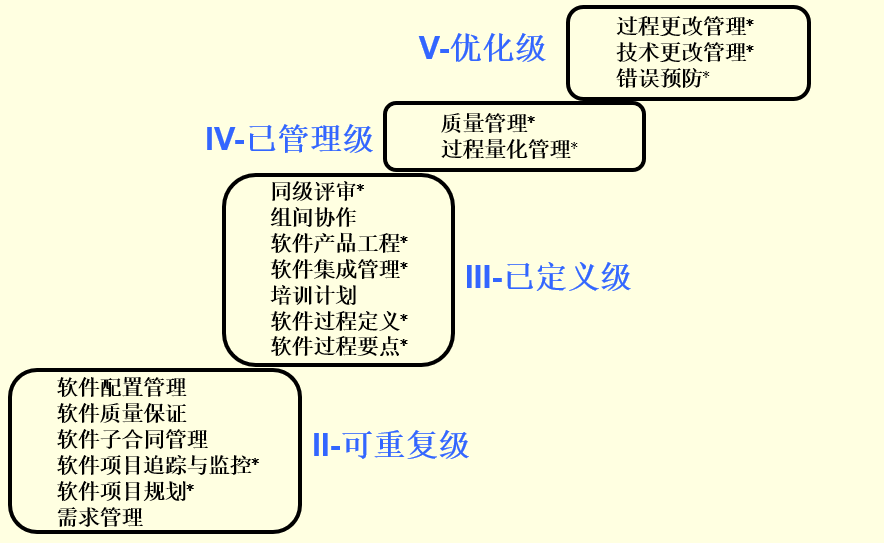 过程更改管理*
技术更改管理*
错误预防*
V-优化级
质量管理*
过程量化管理*
IV-已管理级
同级评审*
组间协作
软件产品工程*
软件集成管理*
培训计划
软件过程定义*
软件过程要点*
III-已定义级
软件配置管理
软件质量保证
软件子合同管理
软件项目追踪与监控*
软件项目规划*
需求管理
II-可重复级